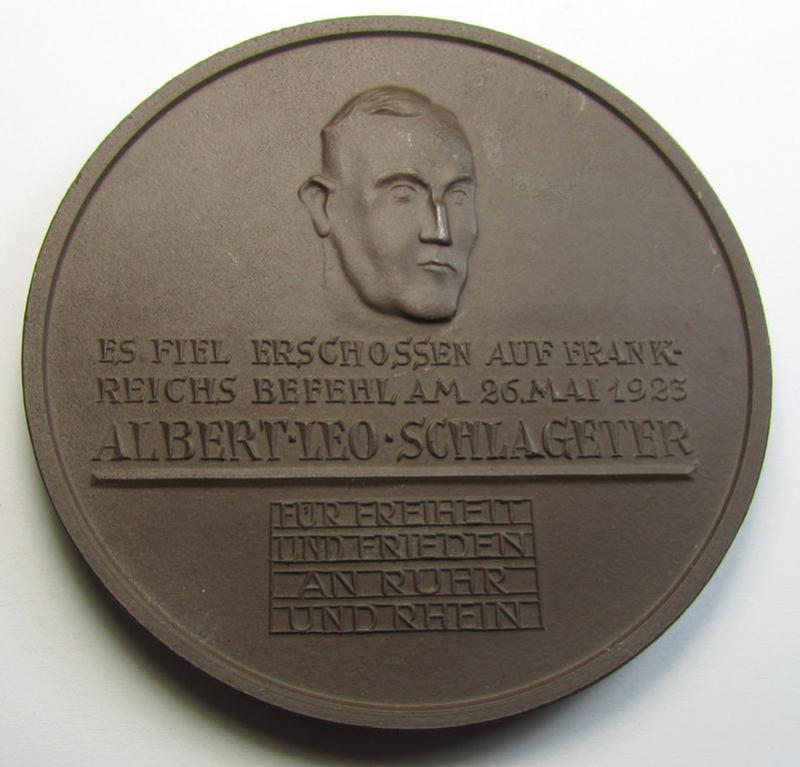 ES FIEL ERSCHOSSEN AUF FRANK-
REICHS BEFEHL AM 26. MAI 1923
ALBERT·LEO·SCHLAGETER
FÜR FREIHEIT
UND FRIEDEN
AN RUHR
UND RHEIN